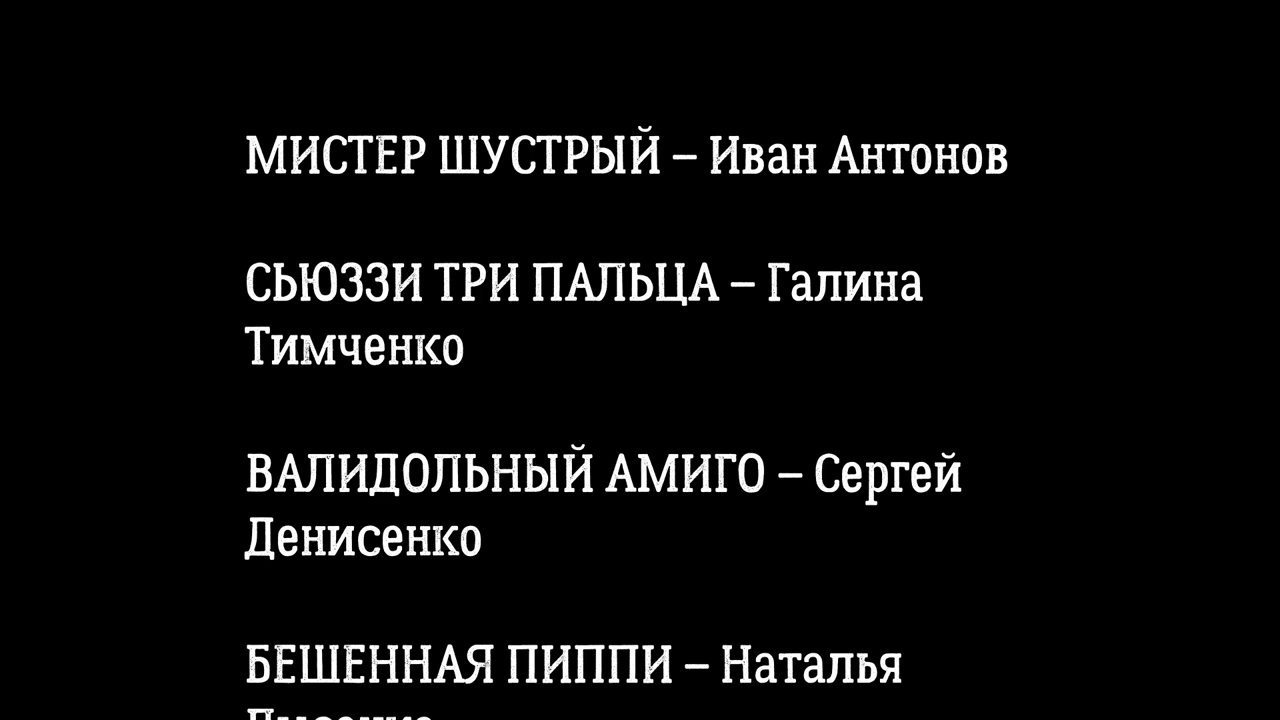 МИСТЕР ШУСТРЫЙ – Иван Антонов
СЬЮЗЗИ ТРИ ПАЛЬЦА – Галина
Тимченко
ВАЛИДОЛЬНЫЙ АМИГО – Сергей
Денисенко
БЕШЕННАЯ ПИППИ – Наталья